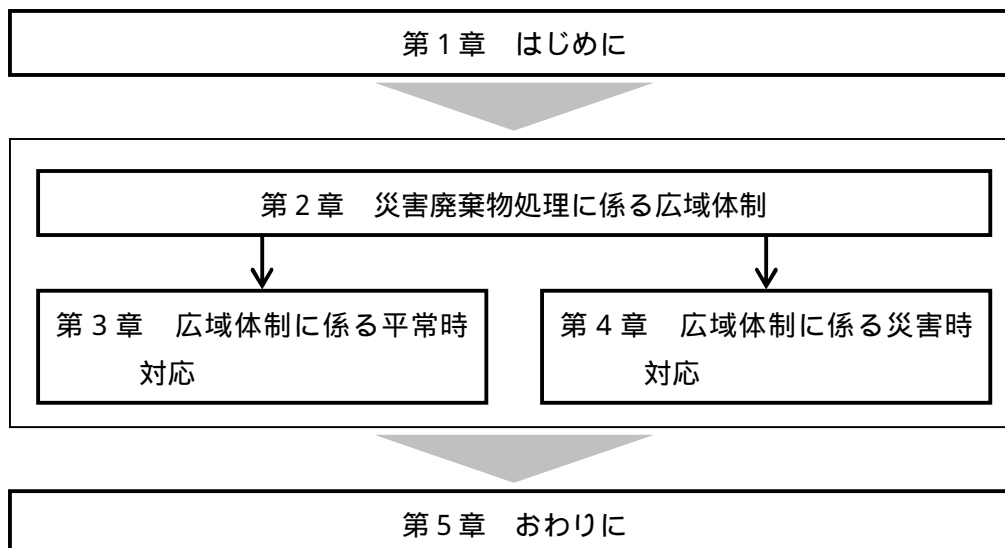 第１章　はじめに
第２章　災害廃棄物処理に係る広域体制
第３章　広域体制に係る平常時
対応
第４章　広域体制に係る災害時
対応
第５章　おわりに